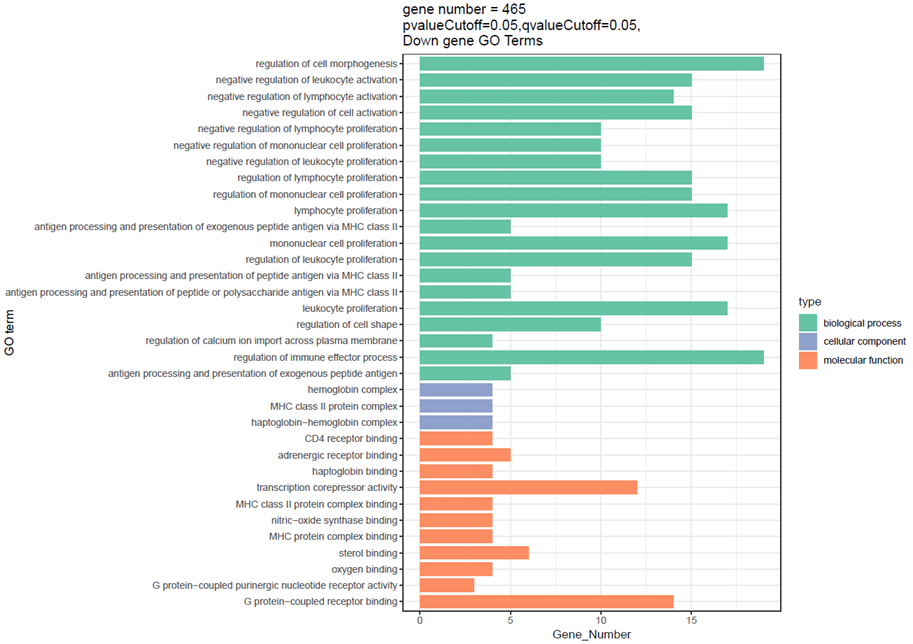 gene number = 465
pvalueCutoff=0.05,qvalueCutoff=0.05,
Down gene GO Terms
regulation of cell morphogenesis
negative regulation of leukocyte activation
negative regulation of lymphocyte activation
negative regulation of cell activation
negative regulation of lymphocyte proliferation
negative regulation of mononuclear cell proliferation
negative regulation of leukocyte proliferation
regulation of lymphocyte proliferation
regulation of mononuclear cell proliferation
lymphocyte proliferation
antigen processing and presentation of exogenous peptide antigen via MHC class II
mononuclear cell proliferation
regulation of leukocyte proliferation
antigen processing and presentation of peptide antigen via MHC class II
antigen processing and presentation of peptide or polysaccharide antigen via MHC class II
leukocyte proliferation
regulation of cell shape
regulation of calcium ion import across plasma membrane
regulation of immune effector process
antigen processing and presentation of exogenous peptide antigen
hemoglobin complex
MHC class II protein complex
haptoglobin−hemoglobin complex
CD4 receptor binding
adrenergic receptor binding
haptoglobin binding
transcription corepressor activity
MHC class II protein complex binding
nitric−oxide synthase binding
MHC protein complex binding
sterol binding
oxygen binding
G protein−coupled purinergic nucleotide receptor activity
G protein−coupled receptor binding
GO term
0 5 10 15
Gene_Number
type
biological process
cellular component
molecular function